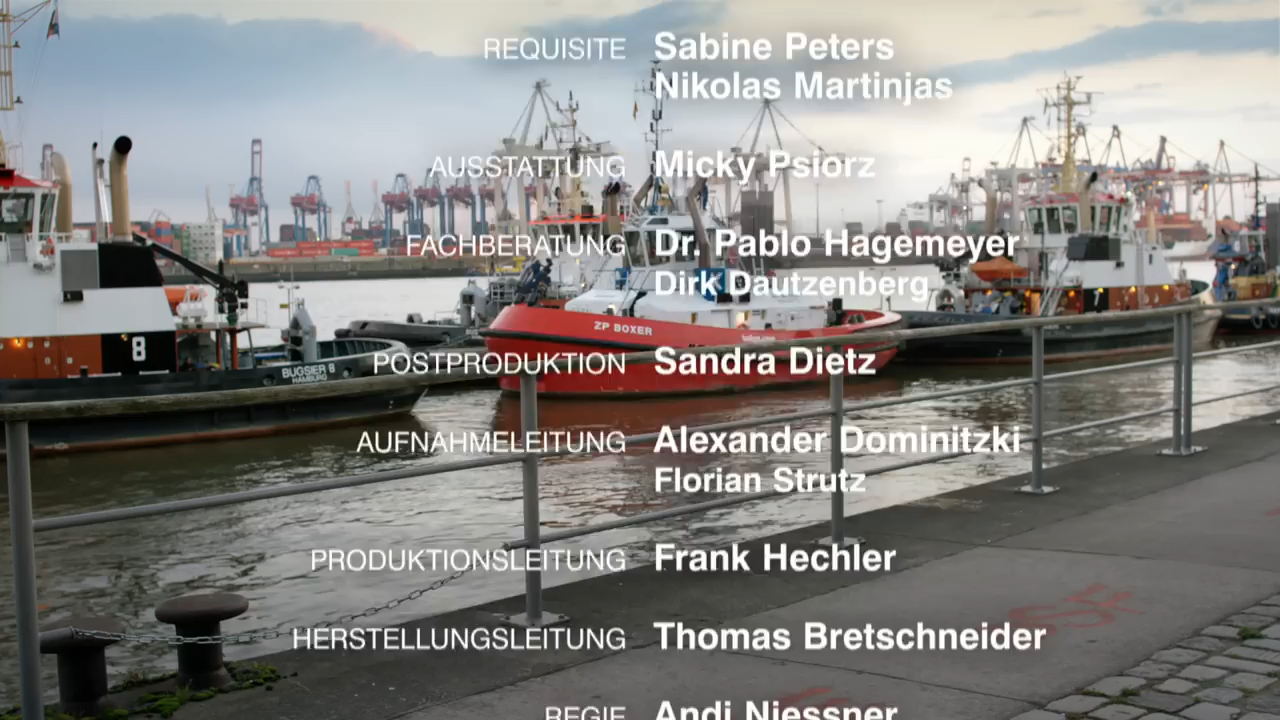 REQUISITE Sabine Peters
Nikolas Martinjas
AUSSTATTUNG Micky Psiorz
FACHBERATUNG Dr. Pablo Hagemeyer
Dirk Dautzenberg
ZP BOXER
8
BUGSIER 8
HAMBURG
7
POSTPRODUKTION Sandra Dietz
AUFNAHMELEITUNG Alexander Dominitzki
Florian Strutz
PRODUKTIONSLEITUNG Frank Hechler
HERSTELLUNGSLEITUNG Thomas Bretschneider
REGIE Andi Niessner